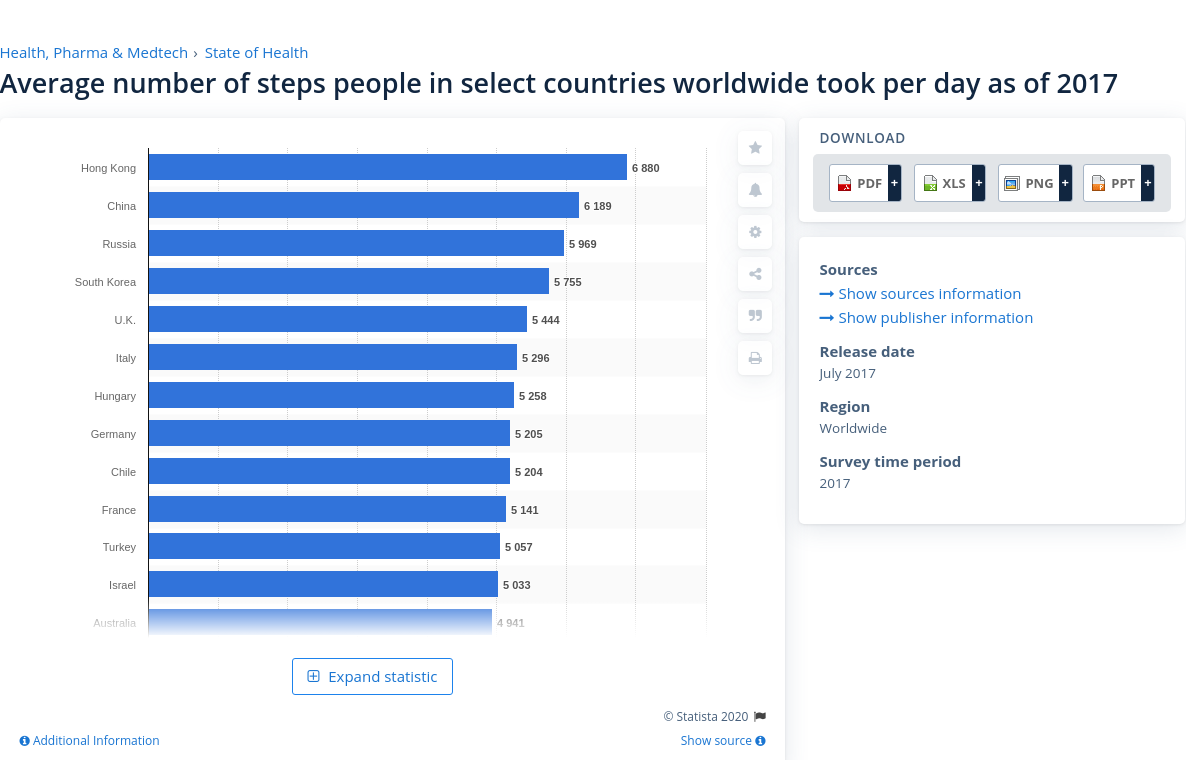 Health, Pharma & Medtech › State of Health
Average number of steps people in select countries worldwide took per day as of 2017
Hong Kong 6 880
China 6 189
Russia 5 969
South Korea 5 755
U.K. 5 444
Italy 5 296
Hungary 5 258
Germany 5 205
Chile 5 204
France 5 141
Turkey 5 057
Israel 5 033
Australia 4 941
Expand statistic
© Statista 2020
Additional Information
Show source
DOWNLOAD
PDF + XLS + PNG + PPT +
Sources
Show sources information
Show publisher information
Release date
July 2017
Region
Worldwide
Survey time period
2017